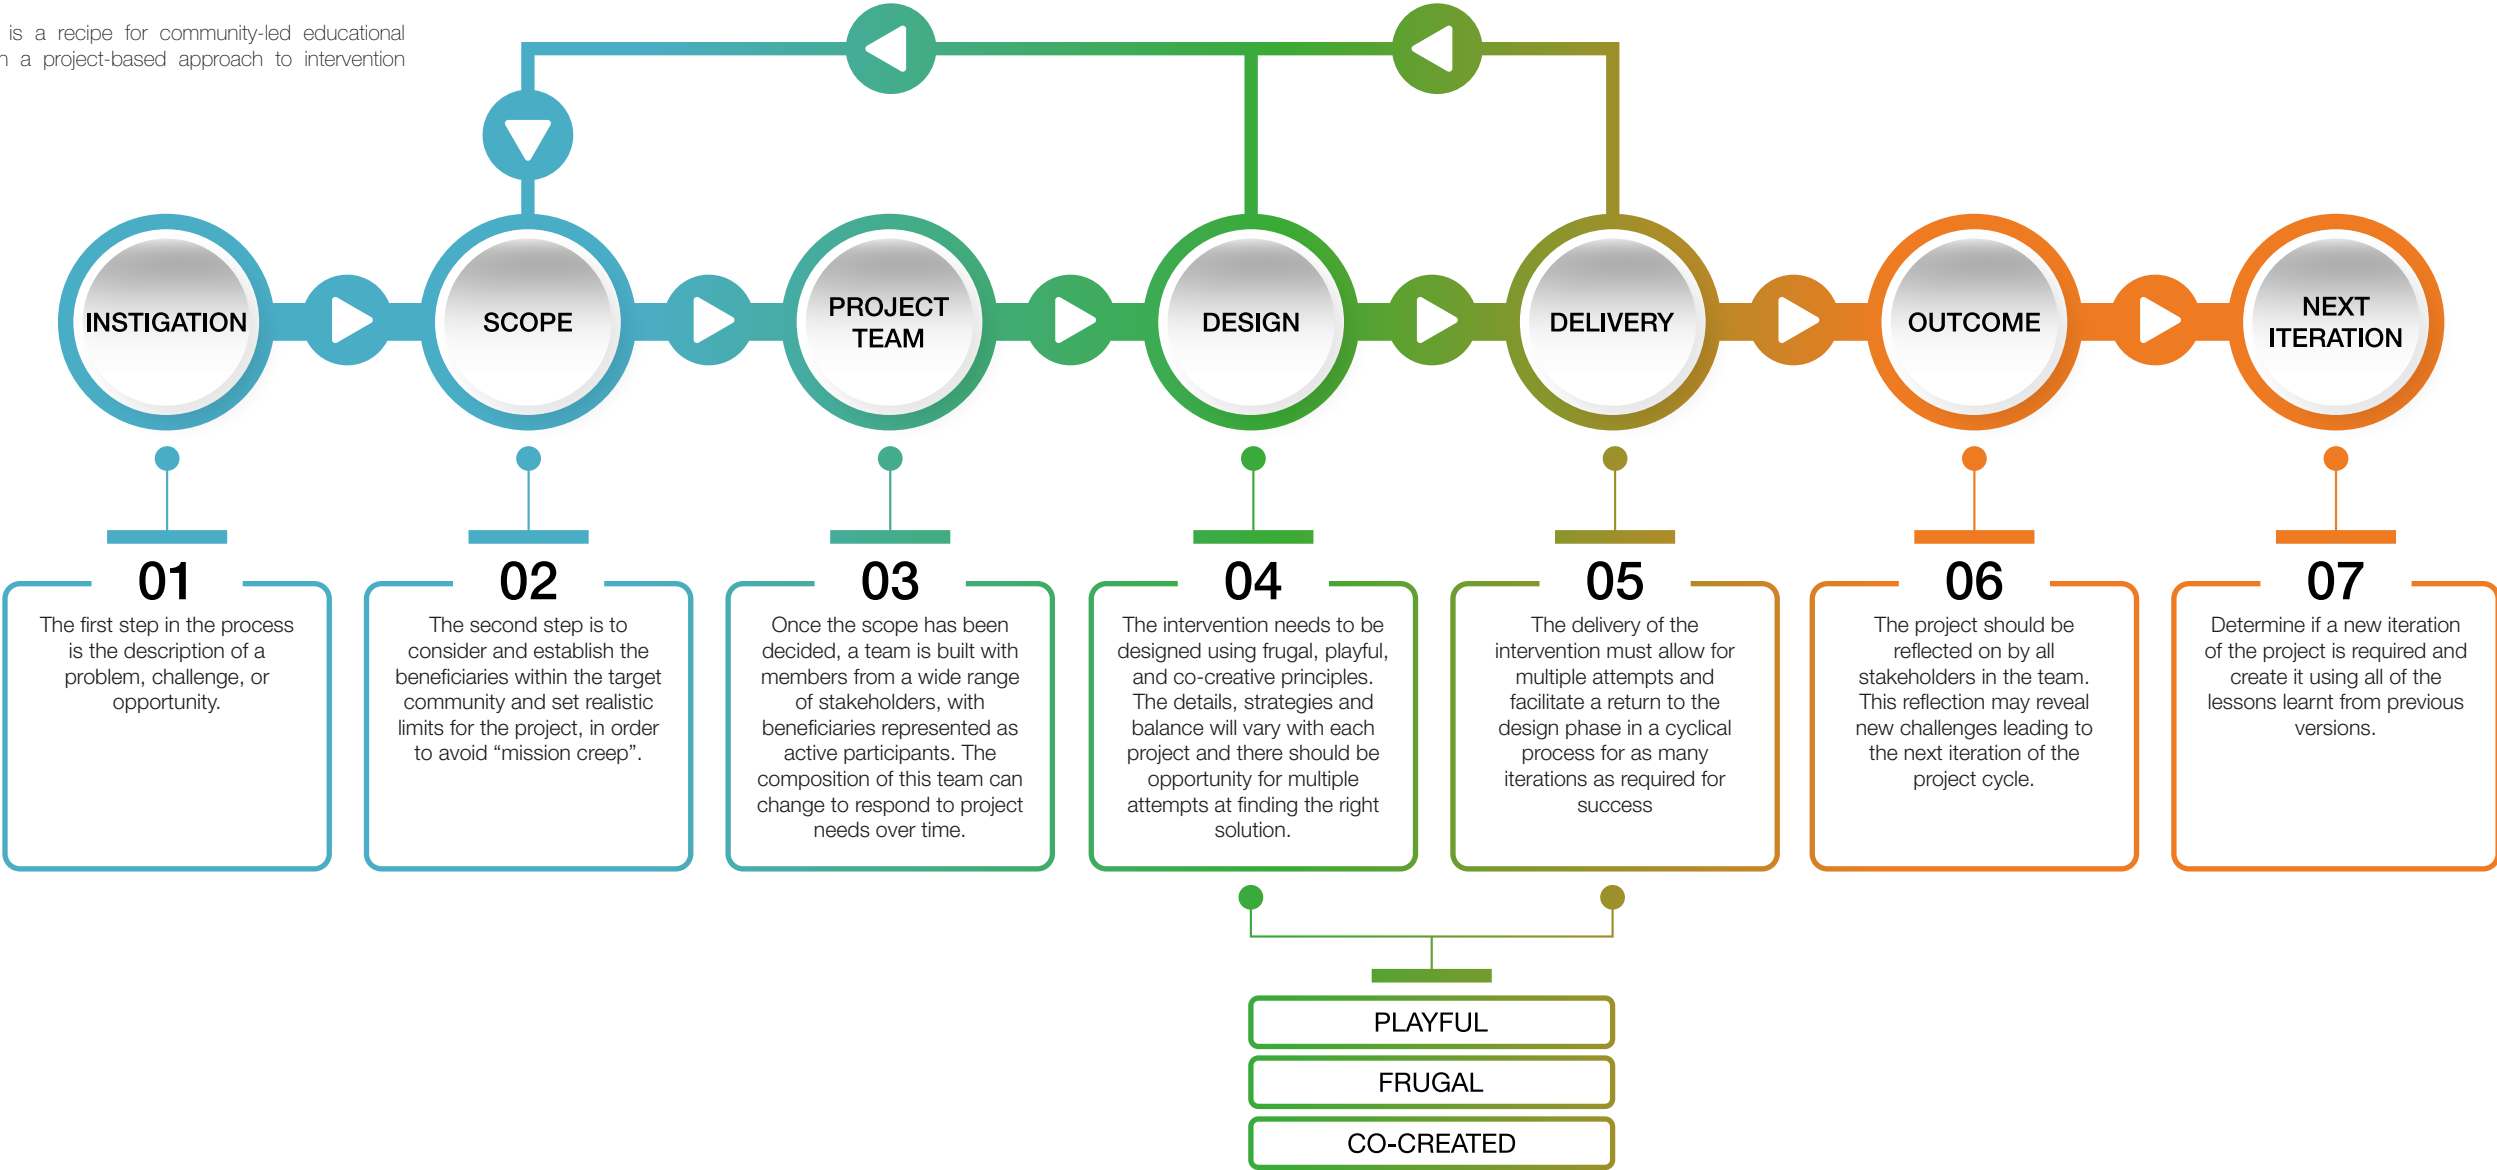 is a recipe for community-led educational
a project-based approach to intervention
INSTIGATION
SCOPE
PROJECT
TEAM
DESIGN
DELIVERY
OUTCOME
NEXT
ITERATION
01
The first step in the process
is the description of a
problem, challenge, or
opportunity.
02
The second step is to
consider and establish the
beneficiaries within the target
community and set realistic
limits for the project, in order
to avoid “mission creep”.
03
Once the scope has been
decided, a team is built with
members from a wide range
of stakeholders, with
beneficiaries represented as
active participants. The
composition of this team can
change to respond to project
needs over time.
04
The intervention needs to be
designed using frugal, playful,
and co-creative principles.
The details, strategies and
balance will vary with each
project and there should be
opportunity for multiple
attempts at finding the right
solution.
05
The delivery of the
intervention must allow for
multiple attempts and
facilitate a return to the
design phase in a cyclical
process for as many
iterations as required for
success
06
The project should be
reflected on by all
stakeholders in the team.
This reflection may reveal
new challenges leading to
the next iteration of the
project cycle.
07
Determine if a new iteration
of the project is required and
create it using all of the
lessons learnt from previous
versions.
PLAYFUL
FRUGAL
CO-CREATED